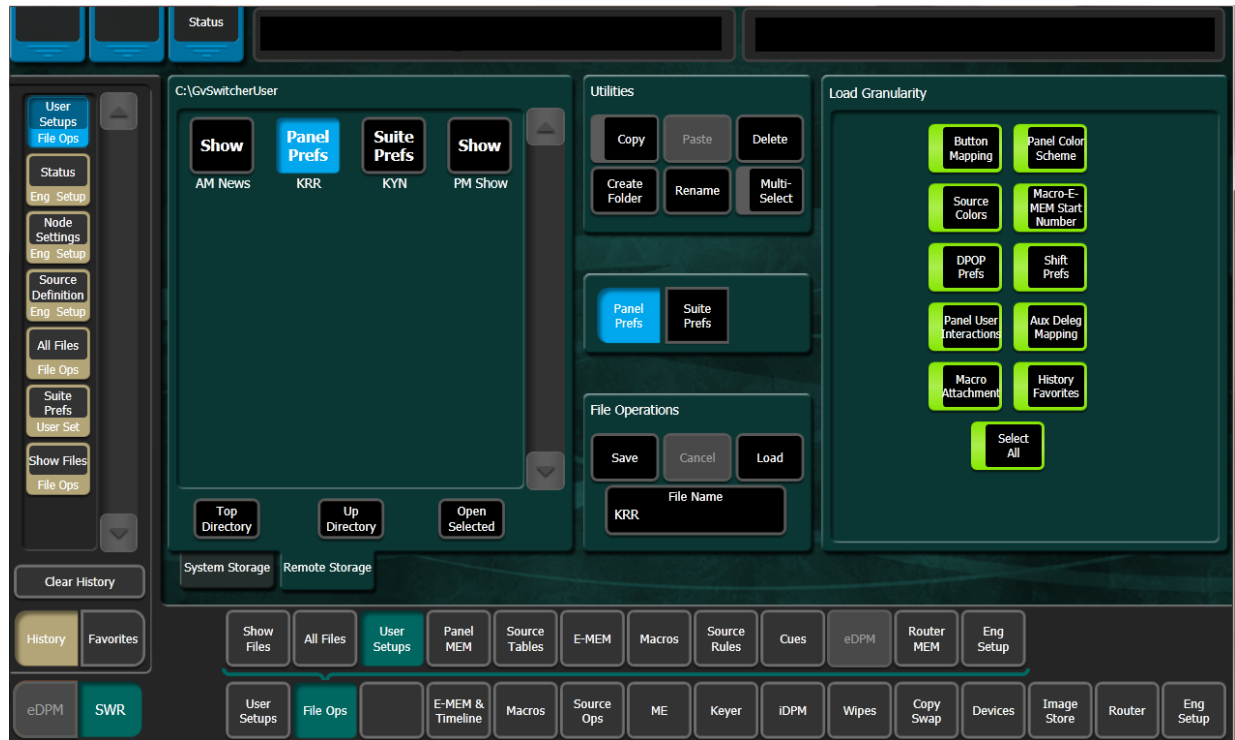 Status
User
Setups
File Ops
Status
Eng Setup
Node
Settings
Eng Setup
Source
Definition
Eng Setup
All Files
File Ops
Suite
Prefs
User Set
Show Files
File Ops
Clear History
History
Favorites
eDPM
SWR
C:\GvSwitcherUser
Show
AM News
Panel
Prefs
KRR
Suite
Prefs
KYN
Show
PM Show
Top
Directory
Up
Directory
Open
Selected
System Storage
Remote Storage
Utilities
Copy
Paste
Delete
Create
Folder
Rename
Multi-
Select
Panel
Prefs
Suite
Prefs
File Operations
Save
Cancel
Load
File Name
KRR
Load Granularity
Button
Mapping
Panel Color
Scheme
Source
Colors
Macro-E-
MEM Start
Number
DPOP
Prefs
Shift
Prefs
Panel User
Interactions
Aux Deleg
Mapping
Macro
Attachment
History
Favorites
Select
All
Show
Files
All Files
User
Setups
Panel
MEM
Source
Tables
E-MEM
Macros
Source
Rules
Cues
eDPM
Router
MEM
Eng
Setup
User
Setups
File Ops
E-MEM &
Timeline
Macros
Source
Ops
ME
Keyer
iDPM
Wipes
Copy
Swap
Devices
Image
Store
Router
Eng
Setup